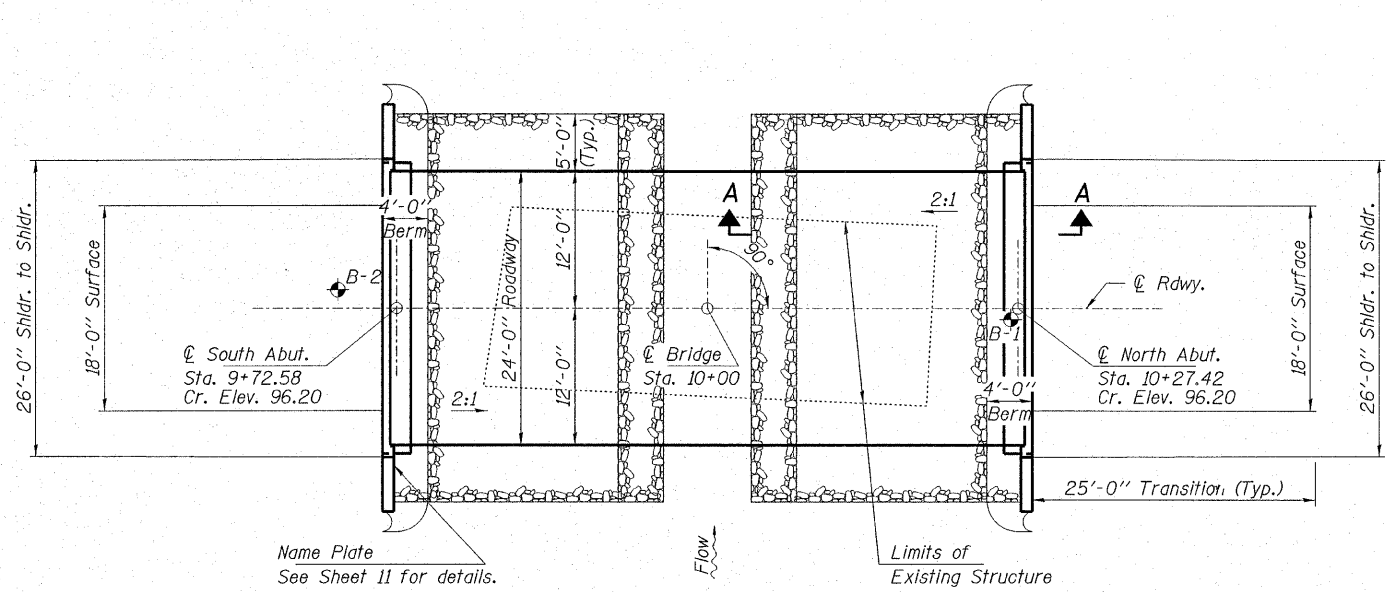 5'-0"
(Typ.)
A
A
2:1
4'-0"
Berm
90°
B-2
℄ Rdwy.
26'-0" Shldr. to Shldr.
18'-0" Surface
24'-0" Roadway
12'-0"
12'-0"
18'-0" Surface
26'-0" Shldr. to Shldr.
B-1
℄ South Abut.
Sta. 9+72.58
Cr. Elev. 96.20
℄ Bridge
Sta. 10+00
℄ North Abut.
Sta. 10+27.42
Cr. Elev. 96.20
2:1
4'-0"
Berm
25'-0" Transition (Typ.)
Name Plate
See Sheet 11 for details.
Flow
Limits of
Existing Structure